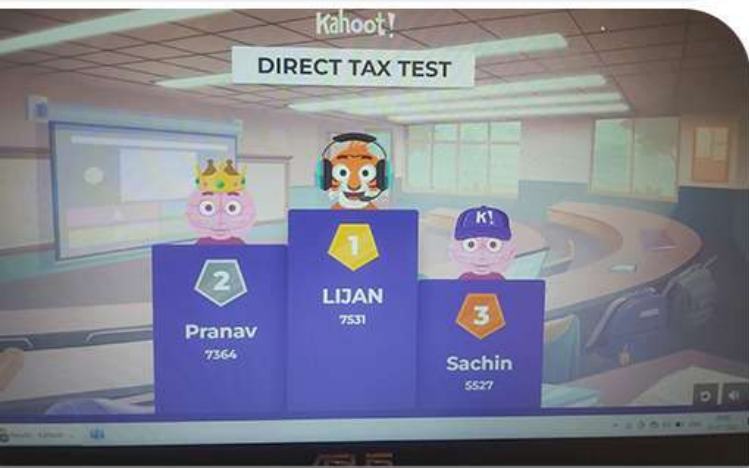 Kahoot!
DIRECT TAX TEST
K!
1
LIJAN
7531
2
Pranav
7364
3
Sachin
5527